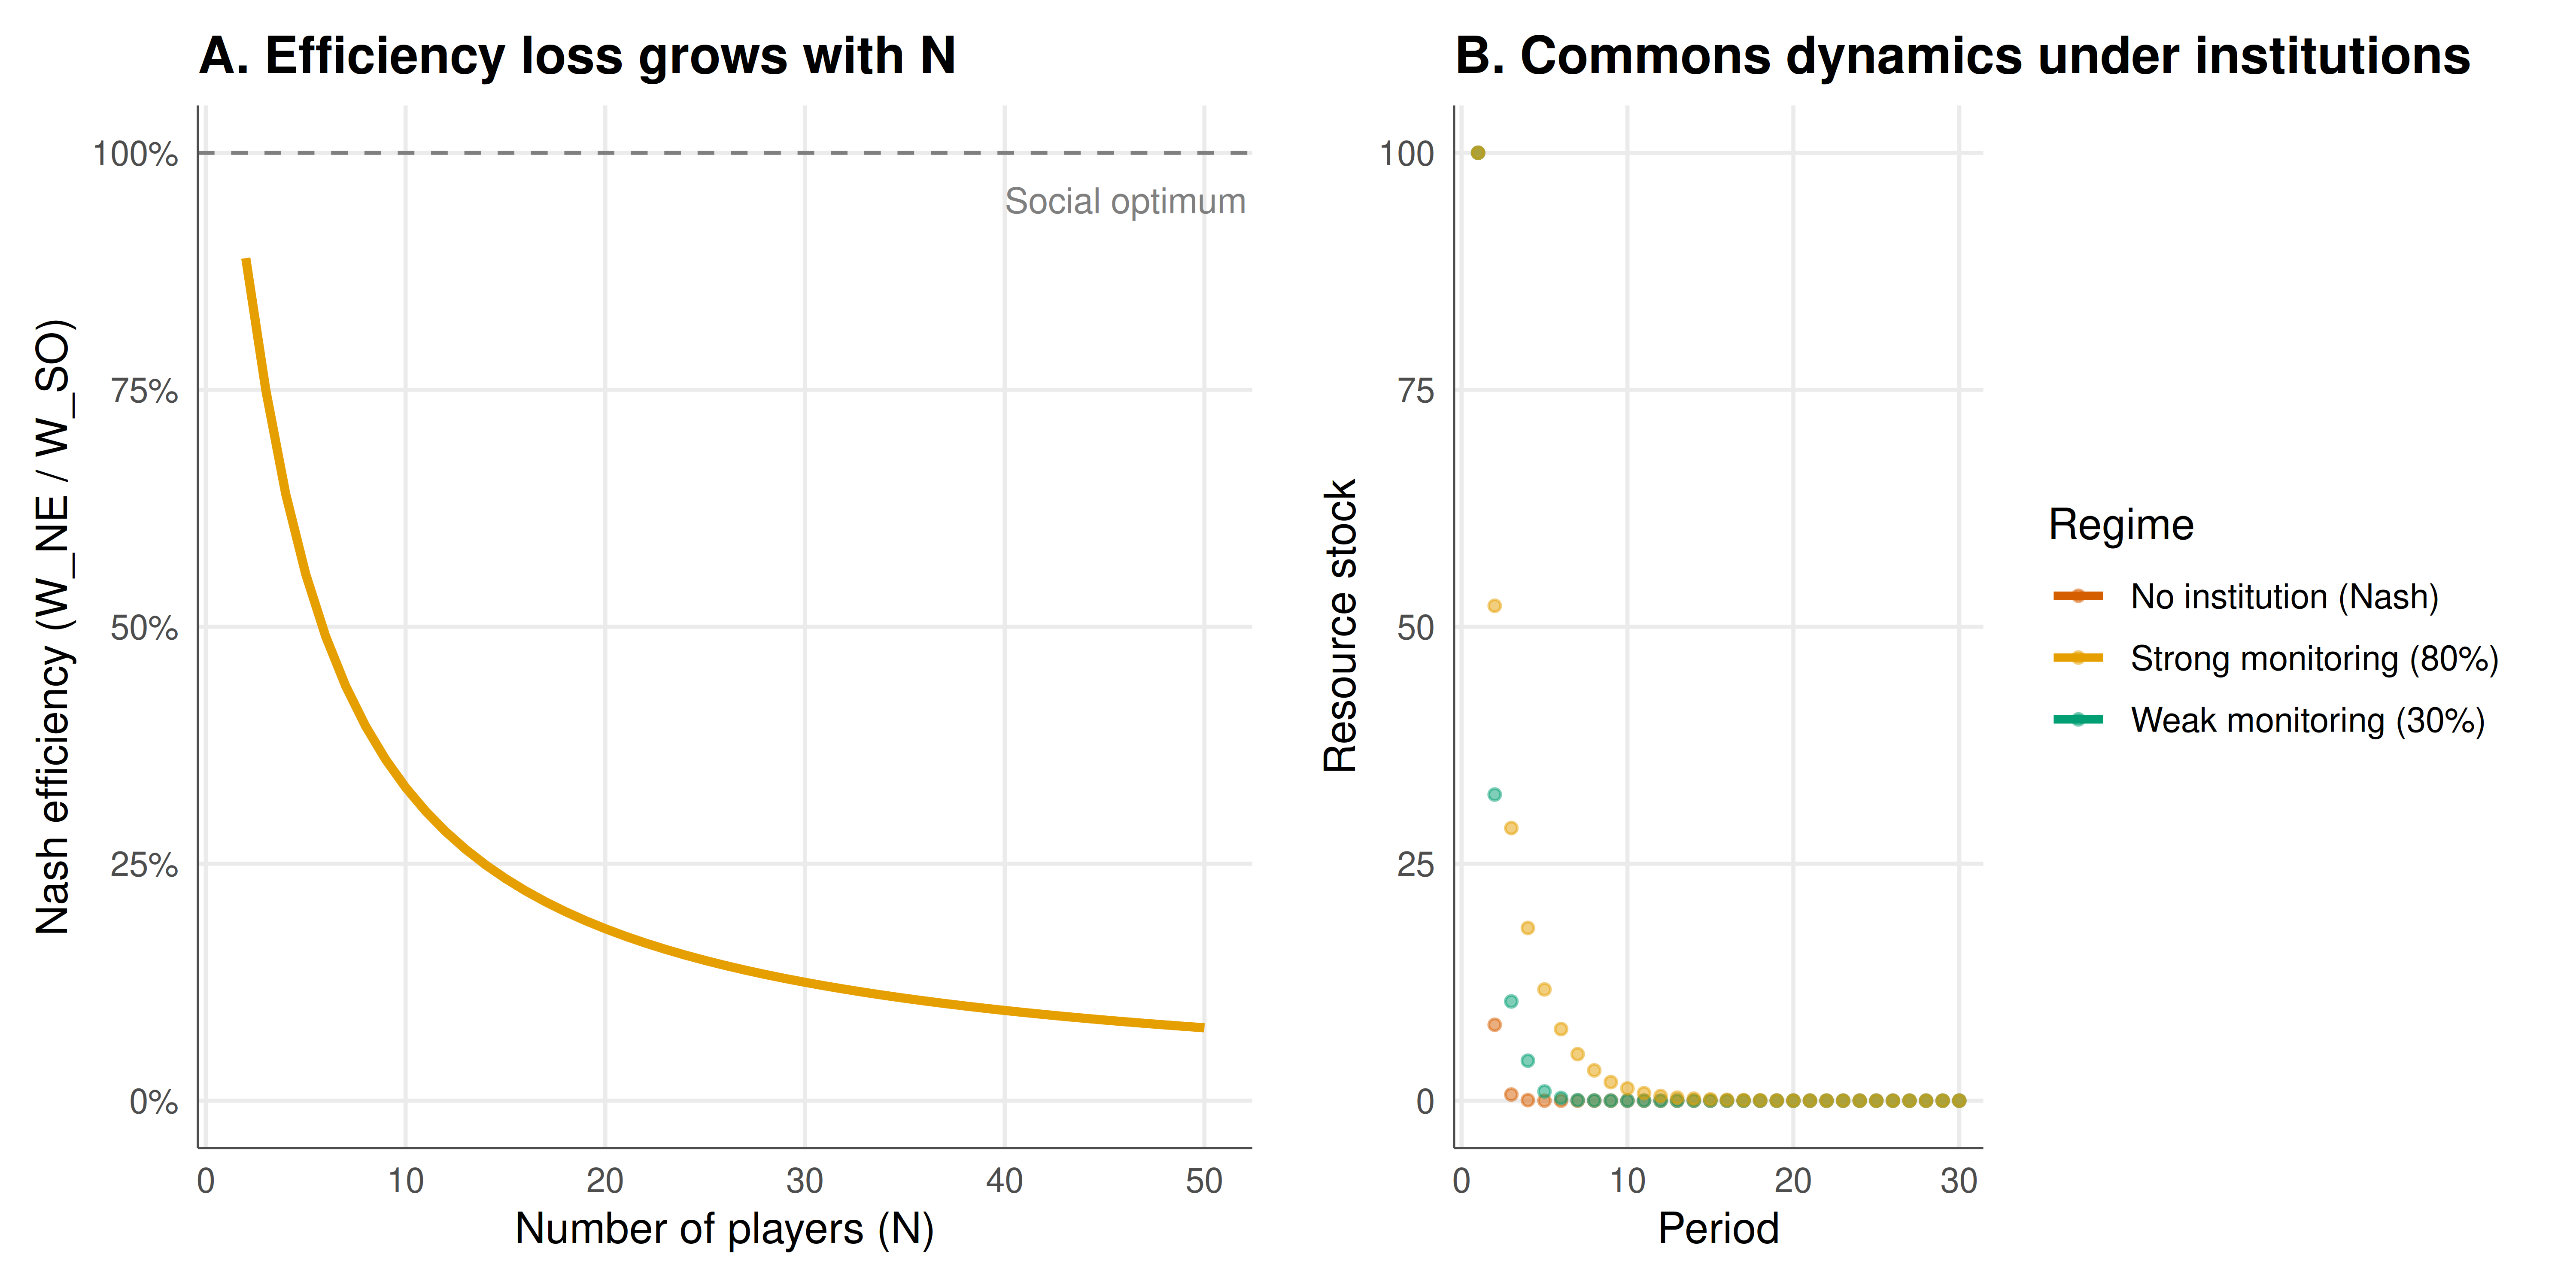 A. Efficiency loss grows with N
Nash efficiency (W_NE / W_SO)
100%
75%
50%
25%
0%
Social optimum
0 10 20 30 40 50
Number of players (N)
B. Commons dynamics under institutions
Resource stock
100
75
50
25
0
0 10 20 30
Period
Regime
No institution (Nash)
Strong monitoring (80%)
Weak monitoring (30%)